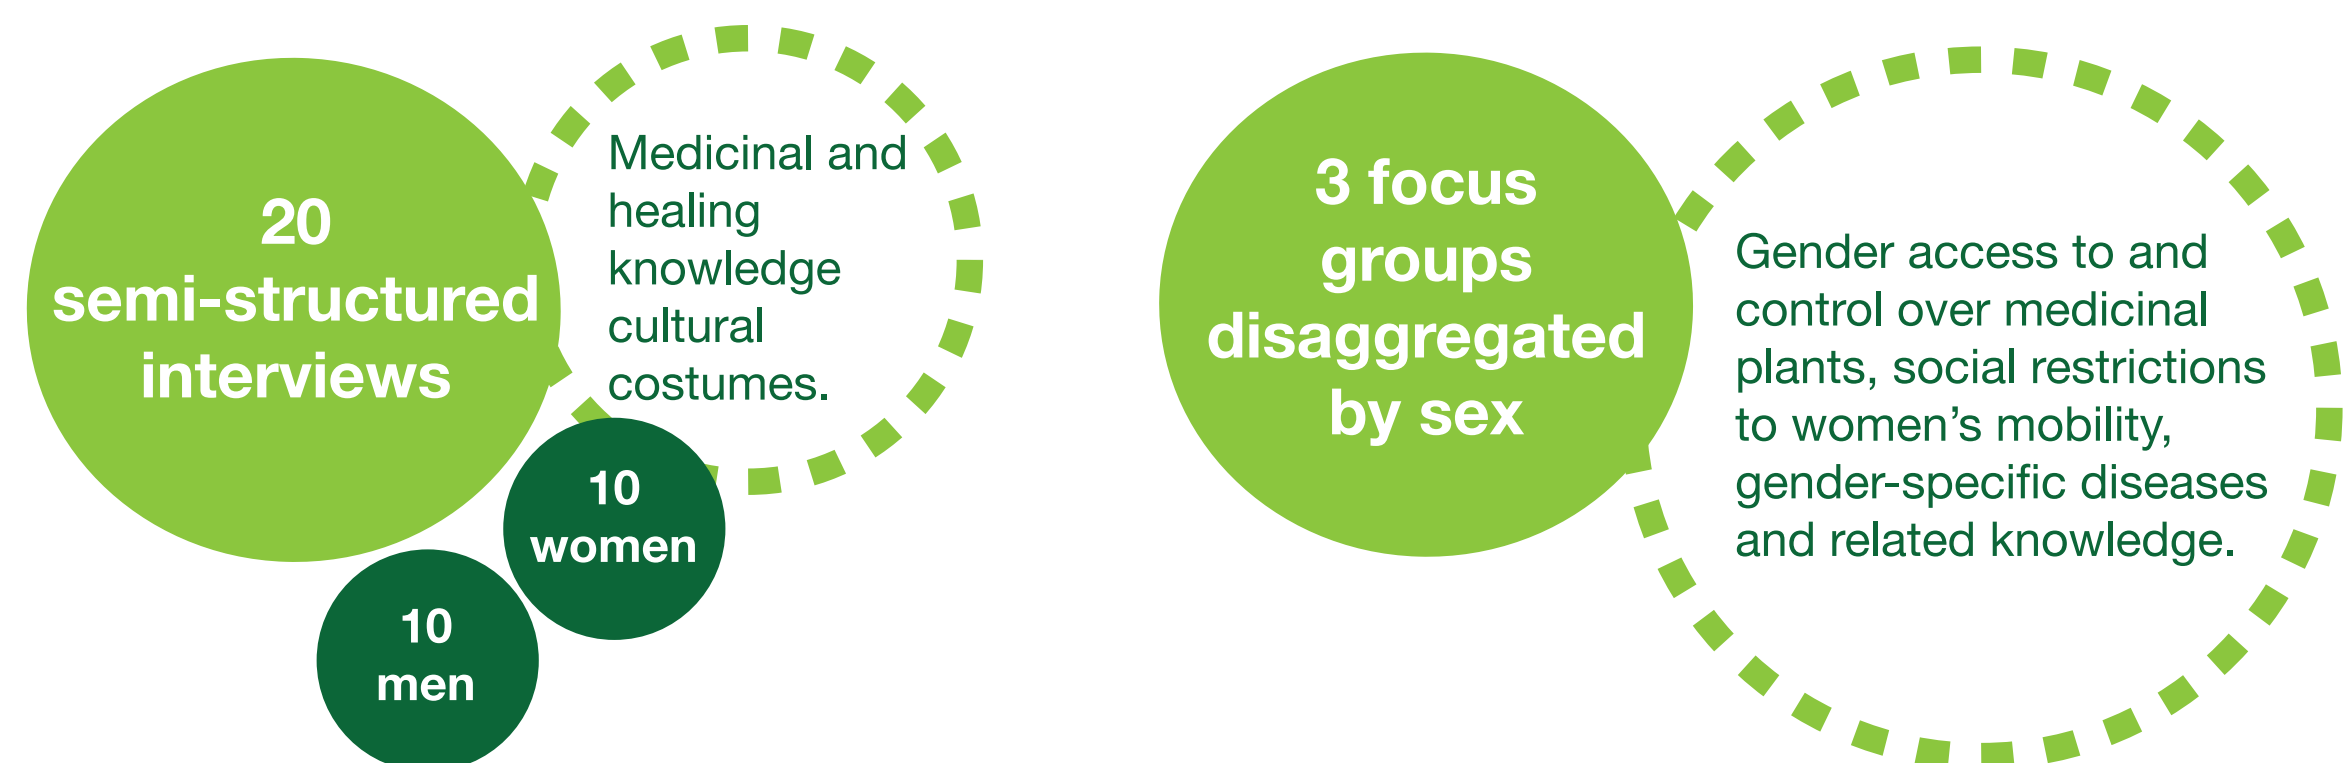 20
semi-structured
interviews
Medicinal and
healing
knowledge
cultural
costumes.
10
women
10
men
3 focus
groups
disaggregated
by sex
Gender access to and
control over medicinal
plants, social restrictions
to women’s mobility,
gender-specific diseases
and related knowledge.